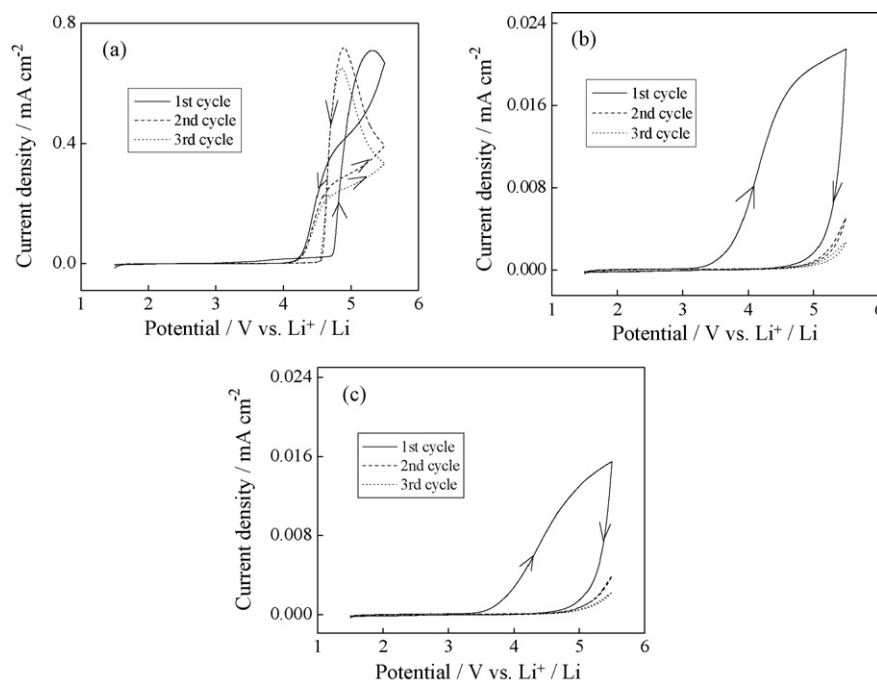 (a)
0.8
0.4
0.0
Current density / mA cm⁻²
1st cycle
2nd cycle
3rd cycle
1 2 3 4 5 6
Potential / V vs. Li⁺ / Li
(b)
0.024
0.016
0.008
0.000
Current density / mA cm⁻²
1st cycle
2nd cycle
3rd cycle
1 2 3 4 5 6
Potential / V vs. Li⁺ / Li
(c)
0.024
0.016
0.008
0.000
Current density / mA cm⁻²
1st cycle
2nd cycle
3rd cycle
1 2 3 4 5 6
Potential / V vs. Li⁺ / Li